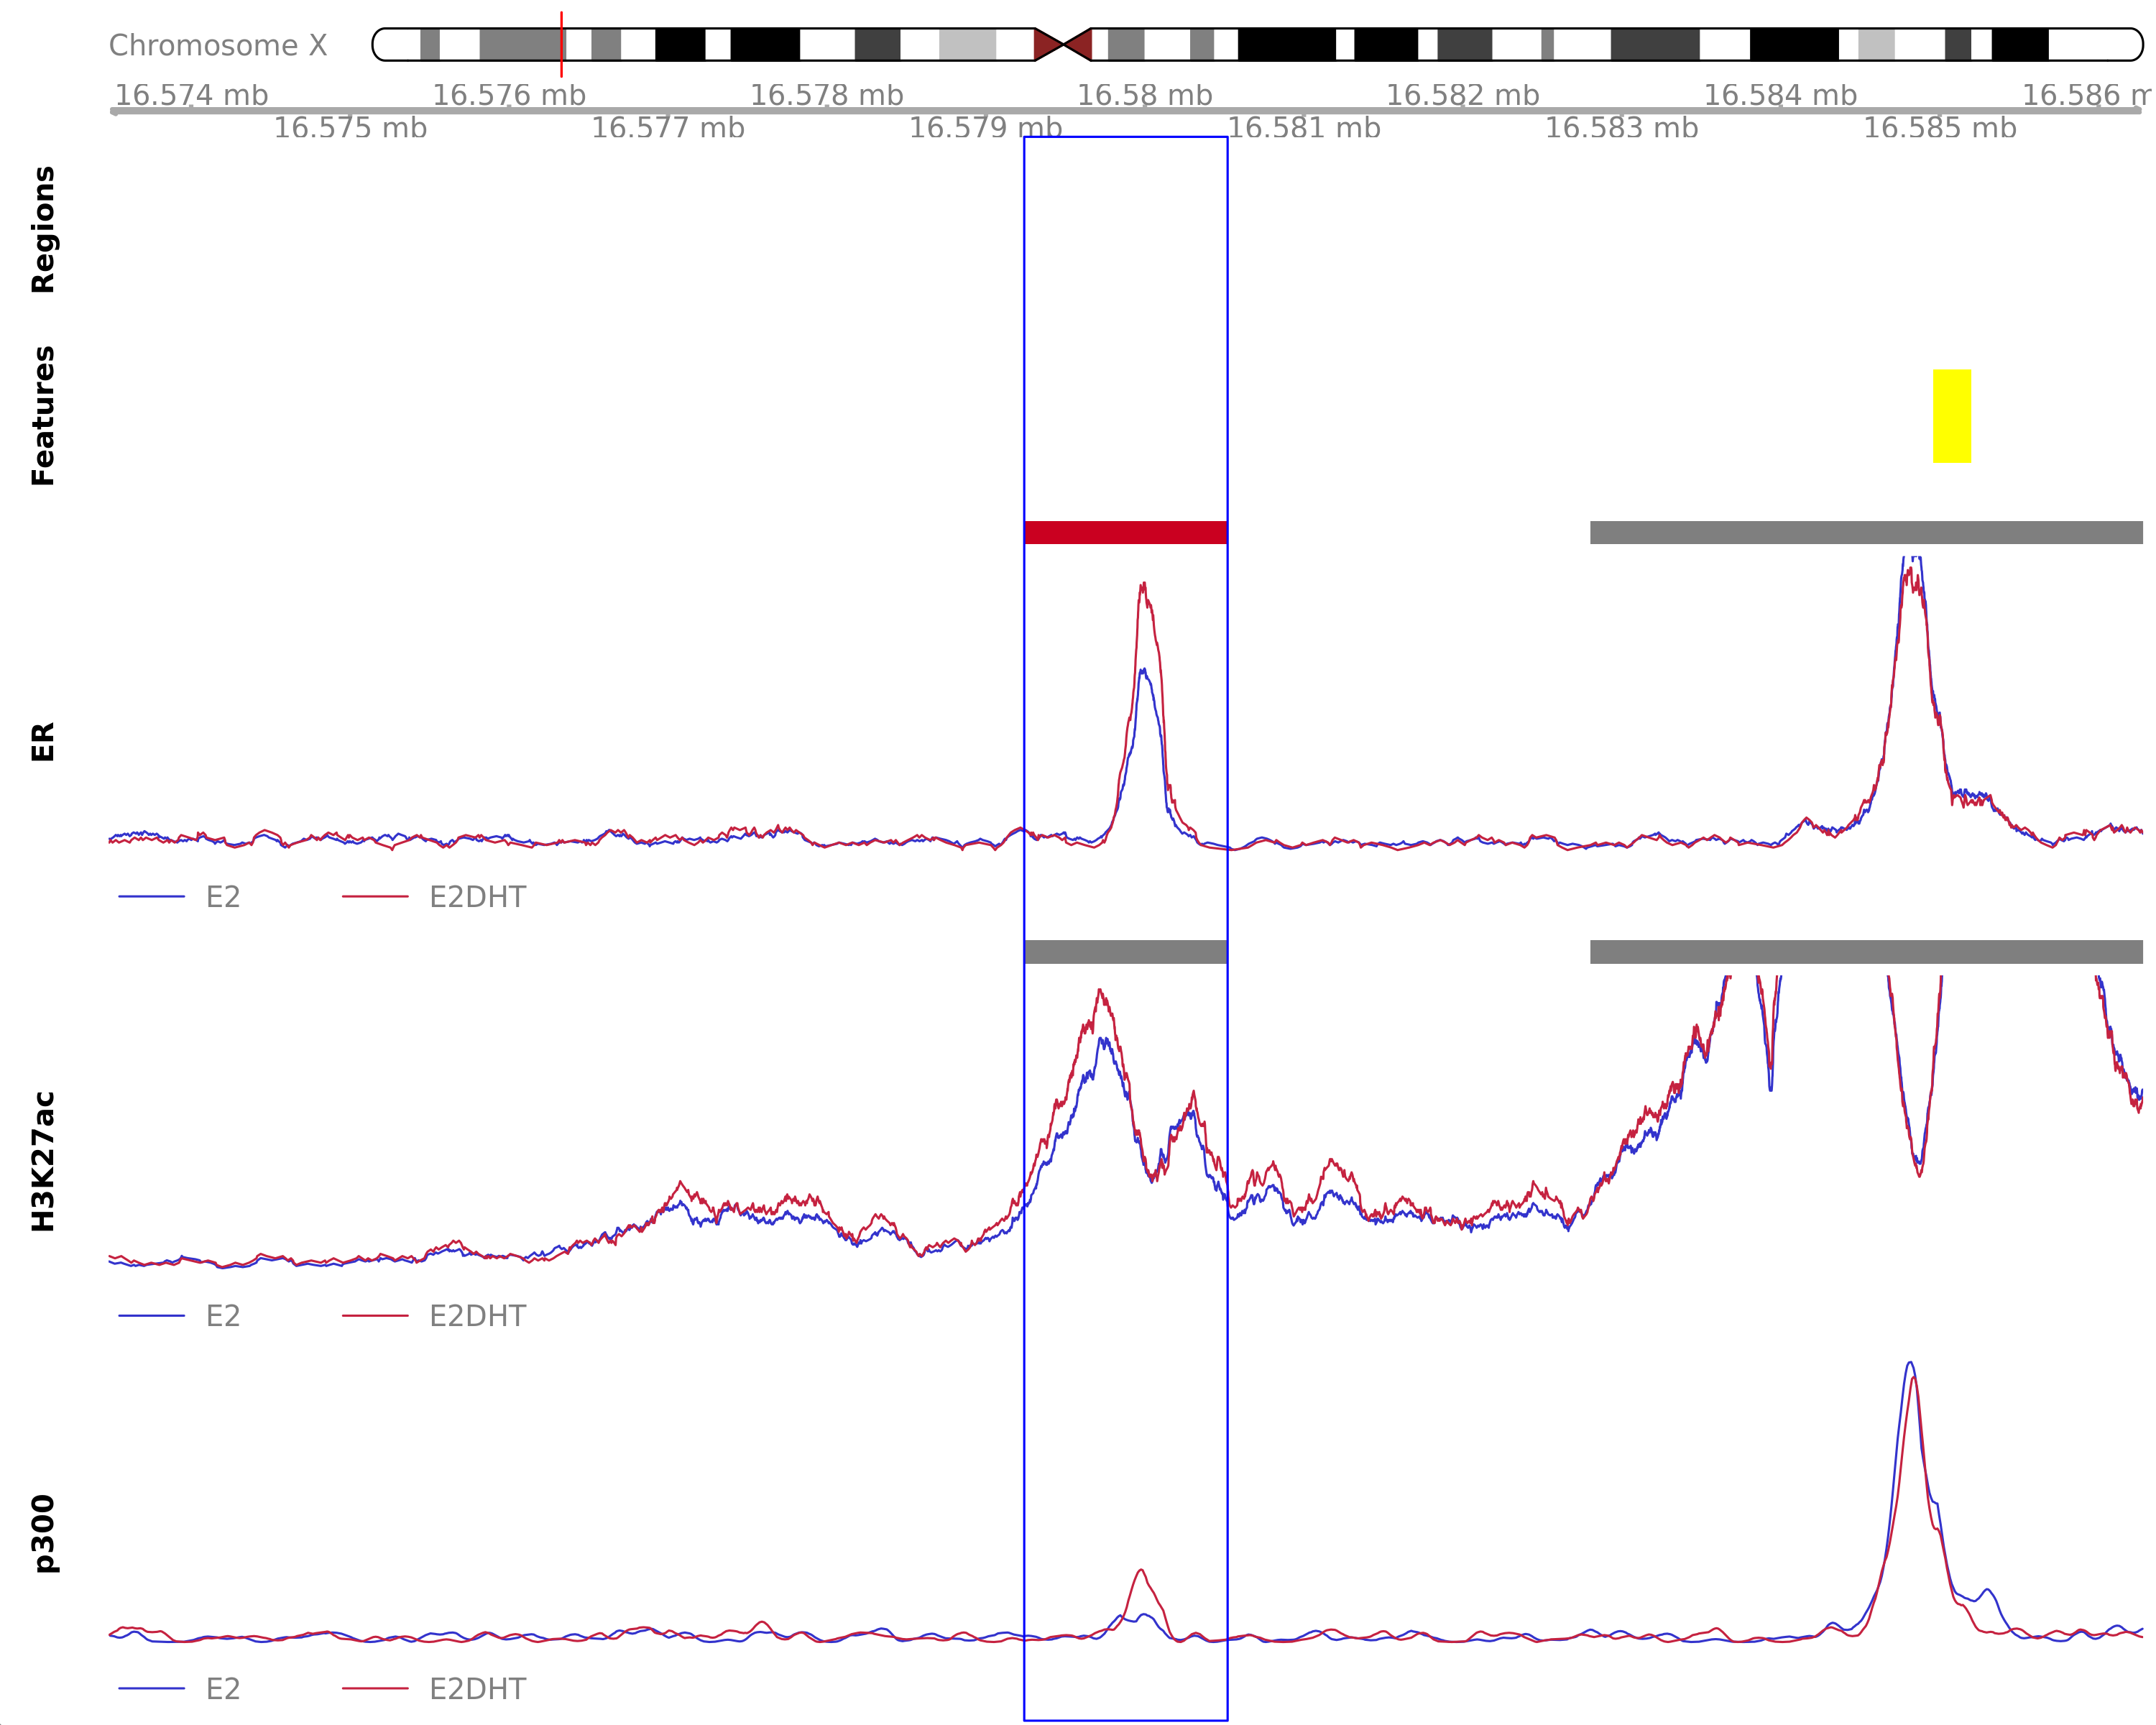 Chromosome X
16.574 mb 16.576 mb 16.578 mb 16.58 mb 16.582 mb 16.584 mb 16.586 m
16.575 mb 16.577 mb 16.579 mb 16.581 mb 16.583 mb 16.585 mb
Regions
Features
ER
E2 E2DHT
H3K27ac
E2 E2DHT
p300
E2 E2DHT